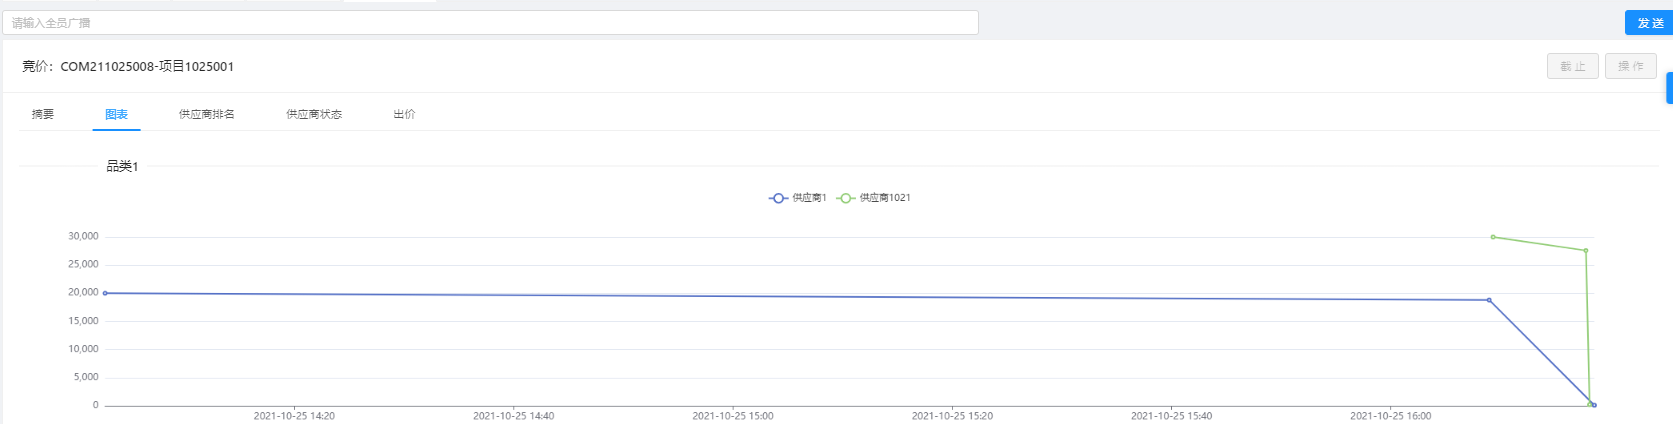 请输入全员广播
发 送
竞价：COM211025008-项目1025001
截 止 操 作
摘要 图表 供应商排名 供应商状态 出价
品类1
供应商1 供应商1021
30,000
25,000
20,000
15,000
10,000
5,000
0
2021-10-25 14:20 2021-10-25 14:40 2021-10-25 15:00 2021-10-25 15:20 2021-10-25 15:40 2021-10-25 16:00